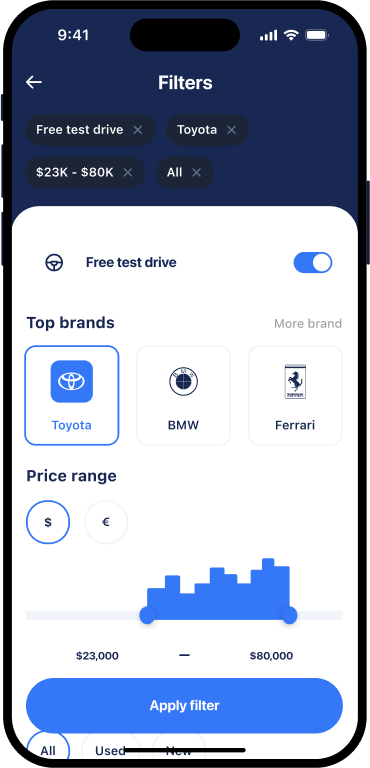 9:41
Filters
Free test drive
Toyota
$23K - $80K
All
Free test drive
Top brands
More brand
Toyota
BMW
Ferrari
Price range
$
€
$23,000
—
$80,000
Apply filter
All
Used
New